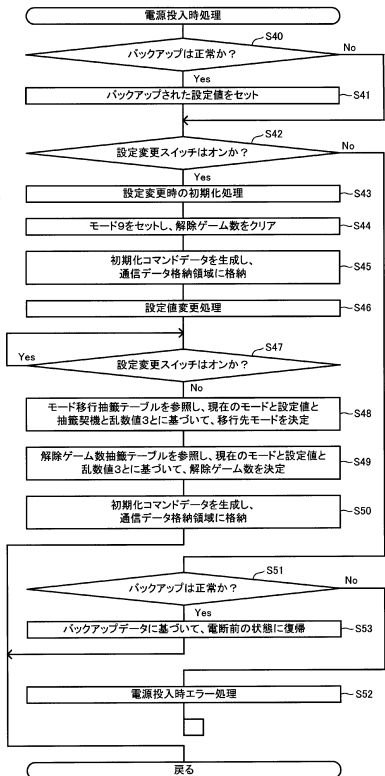 電源投入時処理
S40
バックアップは正常か?
No
Yes
バックアップされた設定値をセット
S41
S42
設定変更スイッチはオンか?
No
Yes
設定変更時の初期化処理
S43
モード9をセットし、解除ゲーム数をクリア
S44
初期化コマンドデータを生成し、
通信データ格納領域に格納
S45
設定値変更処理
S46
S47
Yes
設定変更スイッチはオンか?
No
モード移行抽籤テーブルを参照し、現在のモードと設定値と
抽籤契機と乱数値3とに基づいて、移行先モードを決定
S48
解除ゲーム数抽籤テーブルを参照し、現在のモードと設定値と
乱数値3とに基づいて、解除ゲーム数を決定
S49
初期化コマンドデータを生成し、
通信データ格納領域に格納
S50
S51
バックアップは正常か?
No
Yes
バックアップデータに基づいて、電断前の状態に復帰
S53
電源投入時エラー処理
S52
戻る